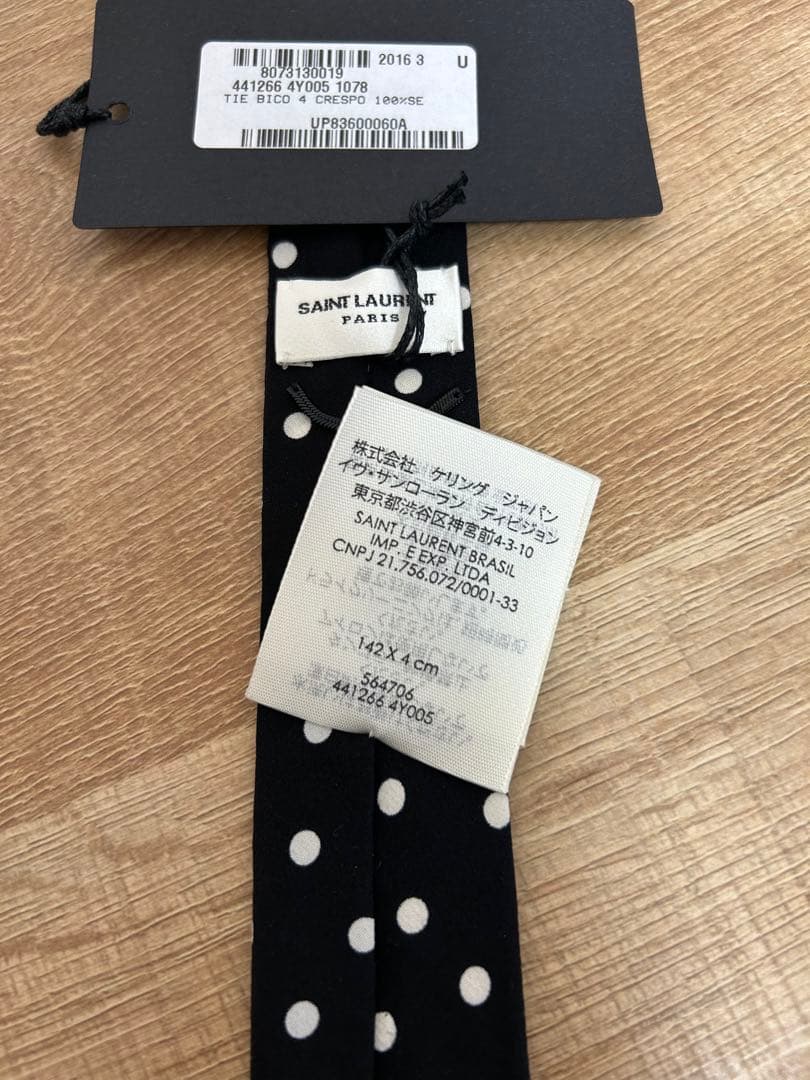 2016 3 U
8073130019
441266 4Y005 1078
TIE BICO 4 CRESPO 100%SE
UP83600060A
SAINT LAURENT
PARIS
株式会社 ケリング ジャパン
イヴ・サンローラン ディビジョン
東京都渋谷区神宮前4-3-10
SAINT LAURENT BRASIL
IMP. E EXP. LTDA
CNPJ 21.756.072/0001-33
142 X 4 cm
564706
441266 4Y005